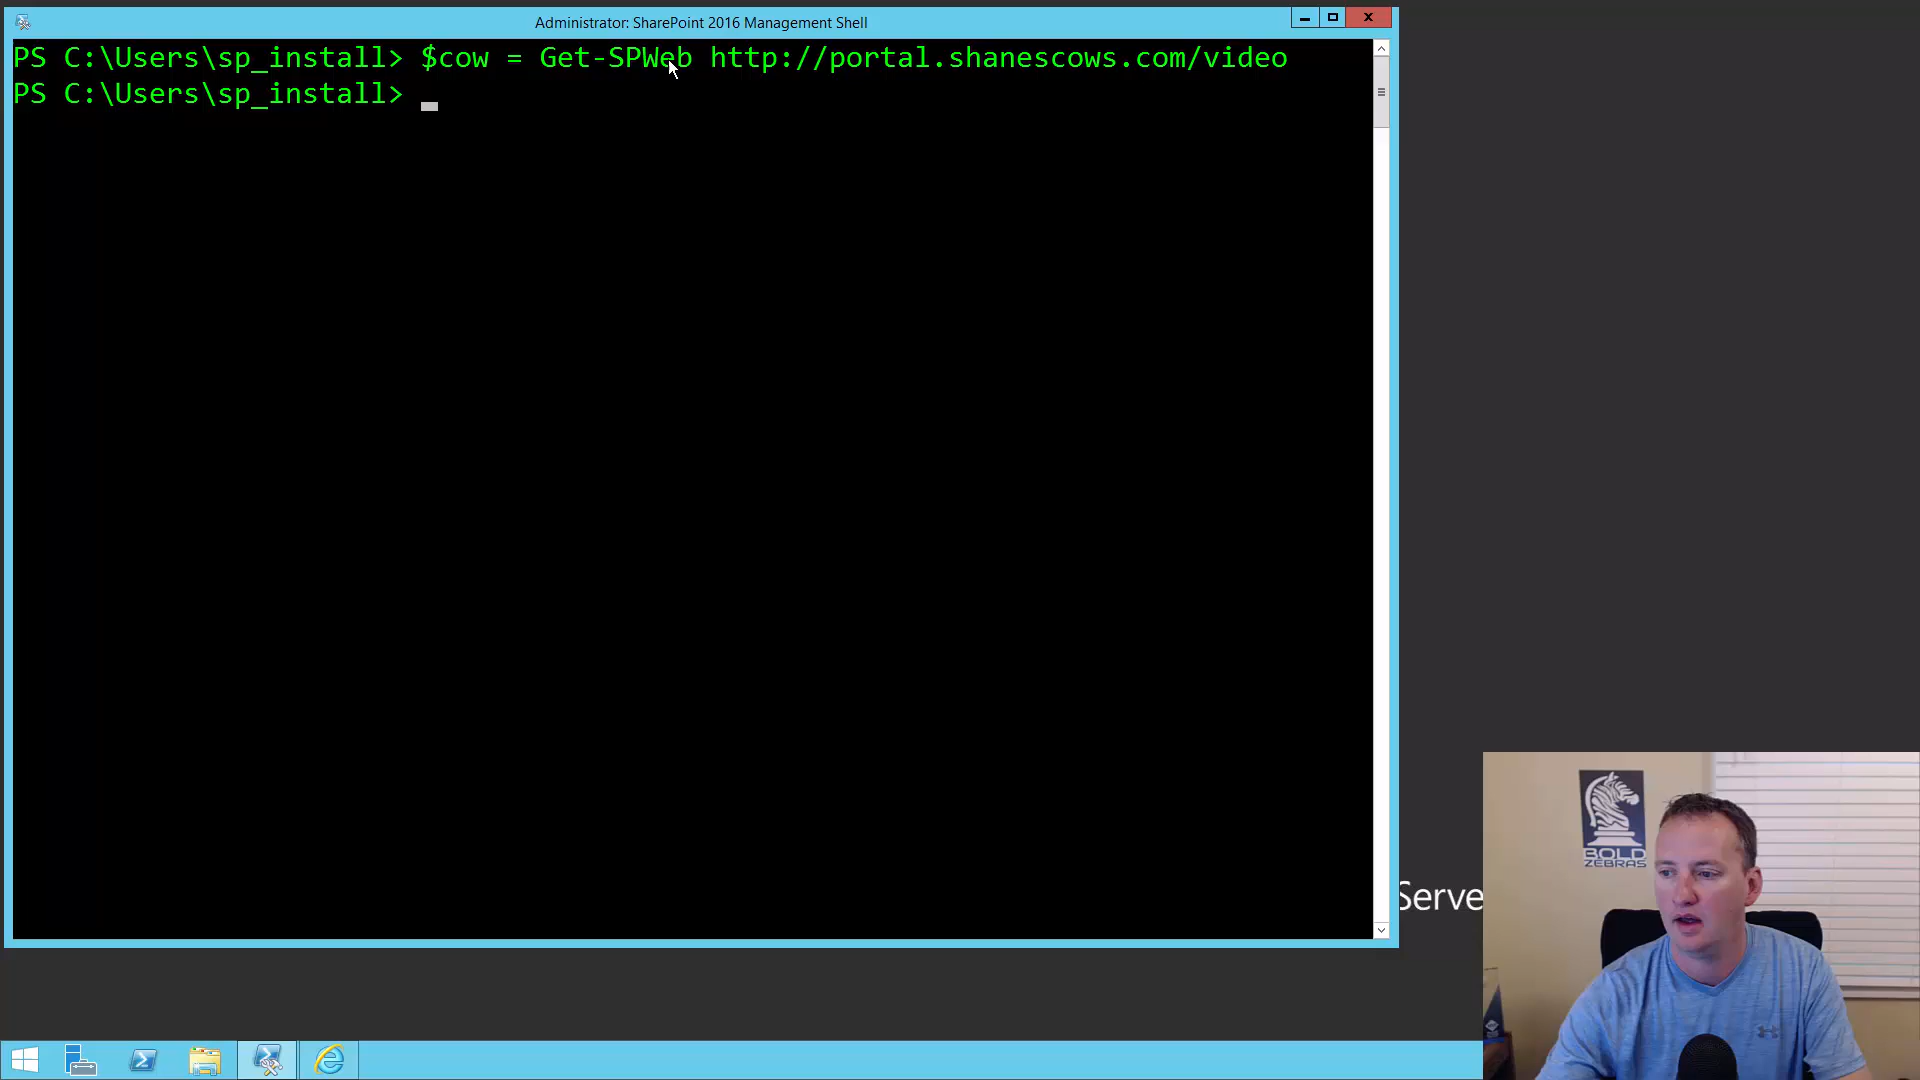 Administrator: SharePoint 2016 Management Shell
PS C:\Users\sp_install> $cow = Get-SPWeb http://portal.shanescows.com/video
PS C:\Users\sp_install>
Serve
BOLD
ZEBRAS